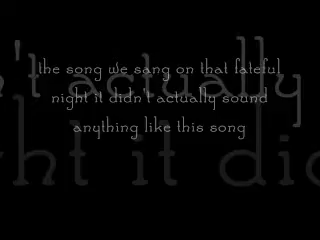 the song we sang on that fateful
night it didn't actually sound
anything like this song